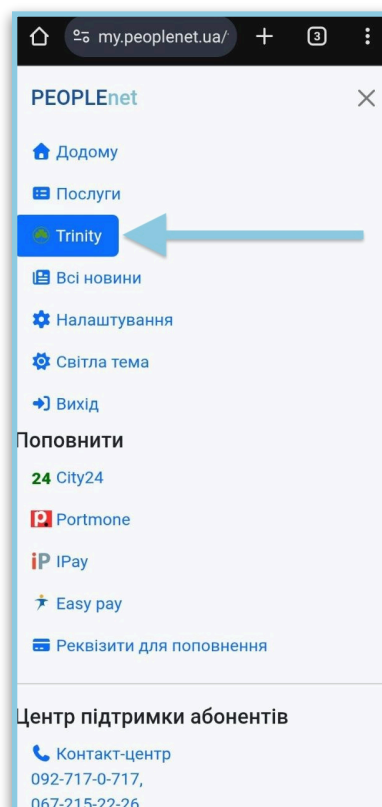 my.peoplenet.ua/
3
PEOPLEnet
Додому
Послуги
Trinity
Всі новини
Налаштування
Світла тема
Вихід
Поповнити
24 City24
Portmone
iP IPay
Easy pay
Реквізити для поповнення
Центр підтримки абонентів
Контакт-центр
092-717-0-717,
067-215-22-26